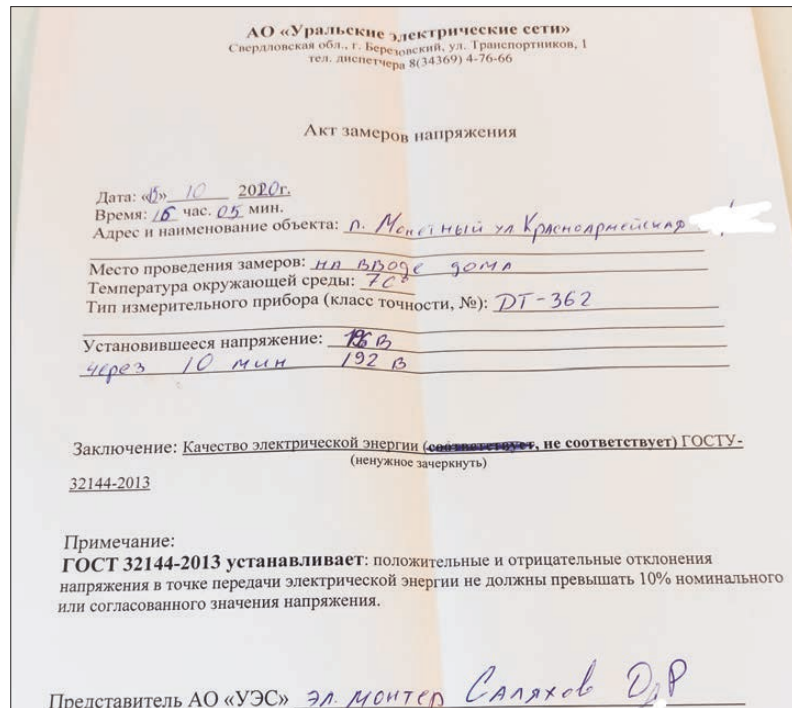 АО «Уральские электрические сети»
Свердловская обл., г. Березовский, ул. Транспортников, 1
тел. диспетчера 8(34369) 4-76-66
Акт замеров напряжения
Дата: «15» 10 2020г.
Время: 16 час. 05 мин.
Адрес и наименование объекта: п. Монетный ул Красноармейская
Место проведения замеров: на вводе дома
Температура окружающей среды: 7С°
Тип измерительного прибора (класс точности, №): DT-362
Установившееся напряжение: 196 В
через 10 мин 192 В
Заключение: Качество электрической энергии (соответствует, не соответствует) ГОСТУ-
(ненужное зачеркнуть)
32144-2013
Примечание:
ГОСТ 32144-2013 устанавливает: положительные и отрицательные отклонения
напряжения в точке передачи электрической энергии не должны превышать 10% номинального
или согласованного значения напряжения.
Представитель АО «УЭС» эл. монтер Саляхов Д.Р